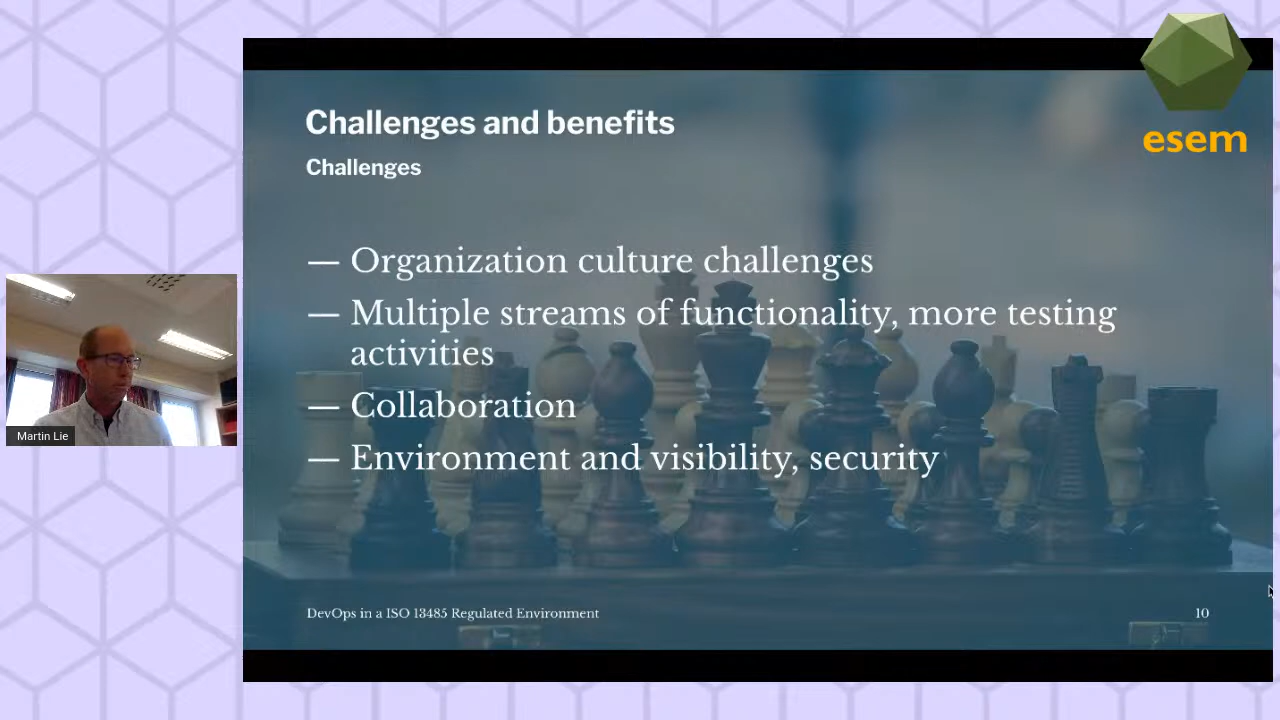 esem
Challenges and benefits
Challenges
— Organization culture challenges
— Multiple streams of functionality, more testing
activities
— Collaboration
— Environment and visibility, security
Martin Lie
DevOps in a ISO 13485 Regulated Environment
10